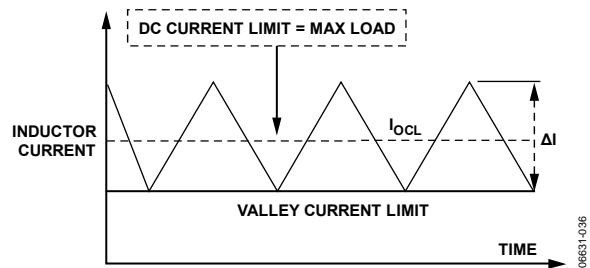 DC CURRENT LIMIT = MAX LOAD
INDUCTOR
CURRENT
IOCL
ΔI
VALLEY CURRENT LIMIT
TIME
06631-036